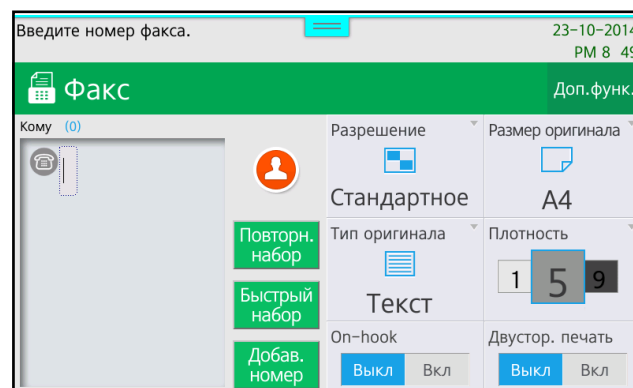 Введите номер факса.
23-10-2014
PM 8 49
Факс
Доп.функ.
Кому (0)
Повторн.
набор
Быстрый
набор
Добав.
номер
Разрешение
Стандартное
Размер оригинала
A4
Тип оригинала
Текст
Плотность
1 5 9
On-hook
Выкл Вкл
Двустор. печать
Выкл Вкл